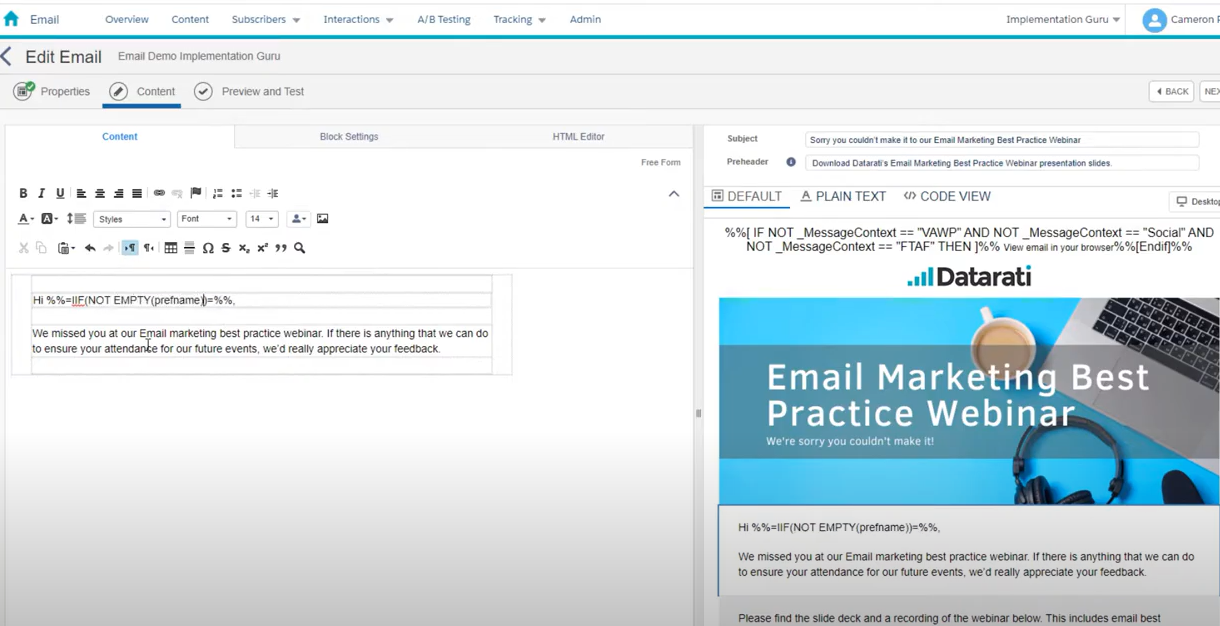 Email Overview Content Subscribers Interactions A/B Testing Tracking Admin Implementation Guru Cameron
Edit Email Email Demo Implementation Guru
Properties Content Preview and Test BACK
Content Block Settings HTML Editor
Free Form
B I U
A A Styles Font 14
S X₂ X²
Hi %%=IIF(NOT EMPTY(prefname))=%%,
We missed you at our Email marketing best practice webinar. If there is anything that we can do
to ensure your attendance for our future events, we'd really appreciate your feedback.
Subject Sorry you couldn't make it to our Email Marketing Best Practice Webinar
Preheader Download Datarati's Email Marketing Best Practice Webinar presentation slides.
DEFAULT PLAIN TEXT CODE VIEW
%%[ IF NOT _MessageContext == "VAWP" AND NOT _MessageContext == "Social" AND
NOT _MessageContext == "FTAF" THEN ]%% View email in your browser%%[Endif]%%
Datarati
Email Marketing Best
Practice Webinar
We're sorry you couldn't make it!
Hi %%=IIF(NOT EMPTY(prefname))=%%,
We missed you at our Email marketing best practice webinar. If there is anything that we can do
to ensure your attendance for our future events, we'd really appreciate your feedback.
Please find the slide deck and a recording of the webinar below. This includes email best